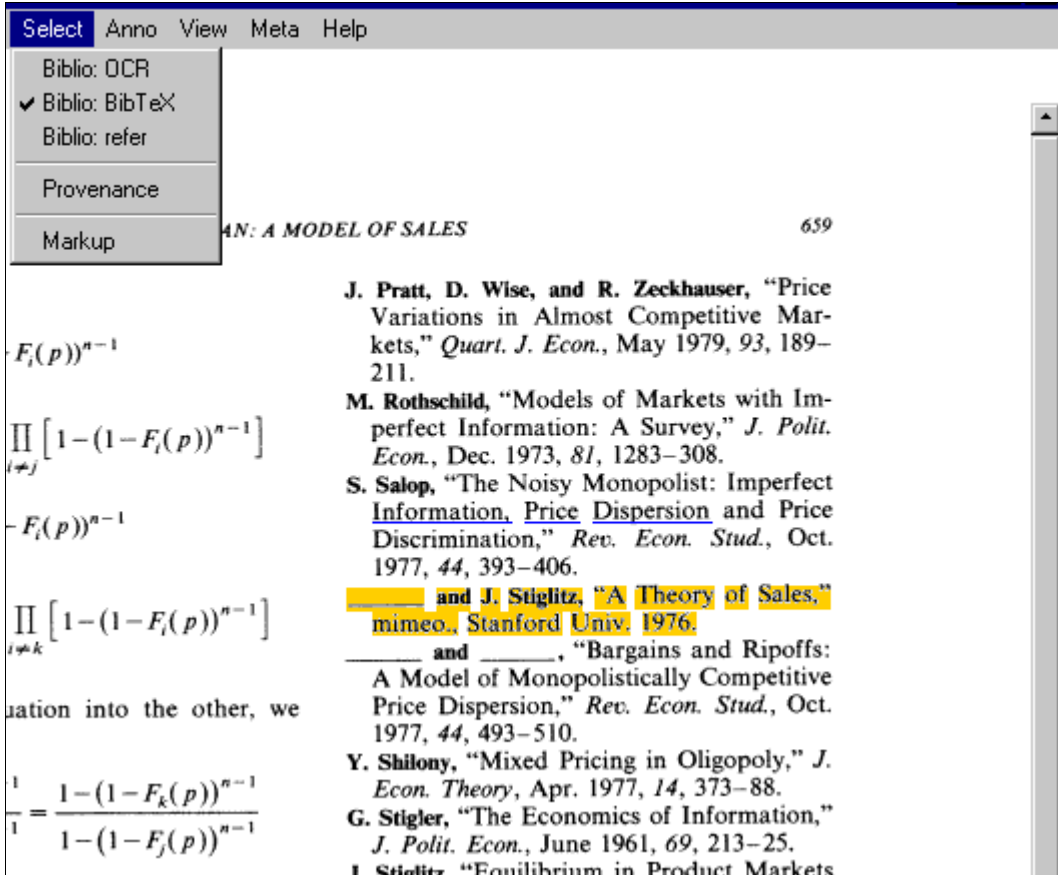 Select Anno View Meta Help
Biblio: OCR
✔ Biblio: BibTeX
Biblio: refer
Provenance
Markup
AN: A MODEL OF SALES 659
F_i(p))^{n-1}
∏_{i≠j} [1-(1-F_i(p))^{n-1}]
- F_i(p))^{n-1}
∏_{i≠k} [1-(1-F_i(p))^{n-1}]
uation into the other, we
= \frac{1-(1-F_k(p))^{n-1}}{1-(1-F_j(p))^{n-1}}
J. Pratt, D. Wise, and R. Zeckhauser, “Price
Variations in Almost Competitive Mar-
kets,” Quart. J. Econ., May 1979, 93, 189–
211.
M. Rothschild, “Models of Markets with Im-
perfect Information: A Survey,” J. Polit.
Econ., Dec. 1973, 81, 1283–308.
S. Salop, “The Noisy Monopolist: Imperfect
Information, Price Dispersion and Price
Discrimination,” Rev. Econ. Stud., Oct.
1977, 44, 393–406.
______ and J. Stiglitz, “A Theory of Sales,”
mimeo., Stanford Univ. 1976.
______ and ______, “Bargains and Ripoffs:
A Model of Monopolistically Competitive
Price Dispersion,” Rev. Econ. Stud., Oct.
1977, 44, 493–510.
Y. Shilony, “Mixed Pricing in Oligopoly,” J.
Econ. Theory, Apr. 1977, 14, 373–88.
G. Stigler, “The Economics of Information,”
J. Polit. Econ., June 1961, 69, 213–25.
J. Stiglitz, “Equilibrium in Product Markets